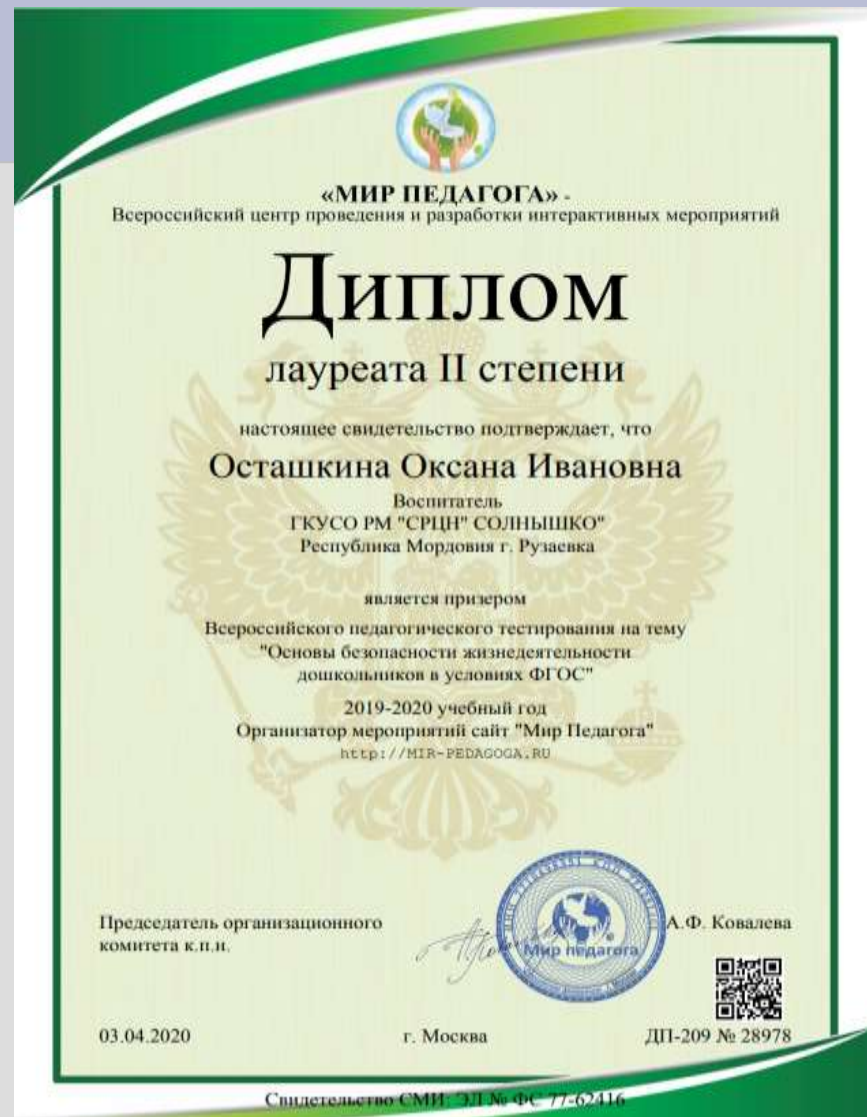 «МИР ПЕДАГОГА» -
Всероссийский центр проведения и разработки интерактивных мероприятий
Диплом
лауреата II степени
настоящее свидетельство подтверждает, что
Осташкина Оксана Ивановна
Воспитатель
ГКУСО РМ "СРЦН" СОЛНЫШКО"
Республика Мордовия г. Рузаевка
является призером
Всероссийского педагогического тестирования на тему
"Основы безопасности жизнедеятельности
дошкольников в условиях ФГОС"
2019-2020 учебный год
Организатор мероприятий сайт "Мир Педагога"
http://MIR-PEDAGOGA.RU
Председатель организационного
комитета к.п.н.
Мир педагога
А.Ф. Ковалева
03.04.2020
г. Москва
ДП-209 № 28978
Свидетельство СМИ: ЭЛ № ФС 77-62416